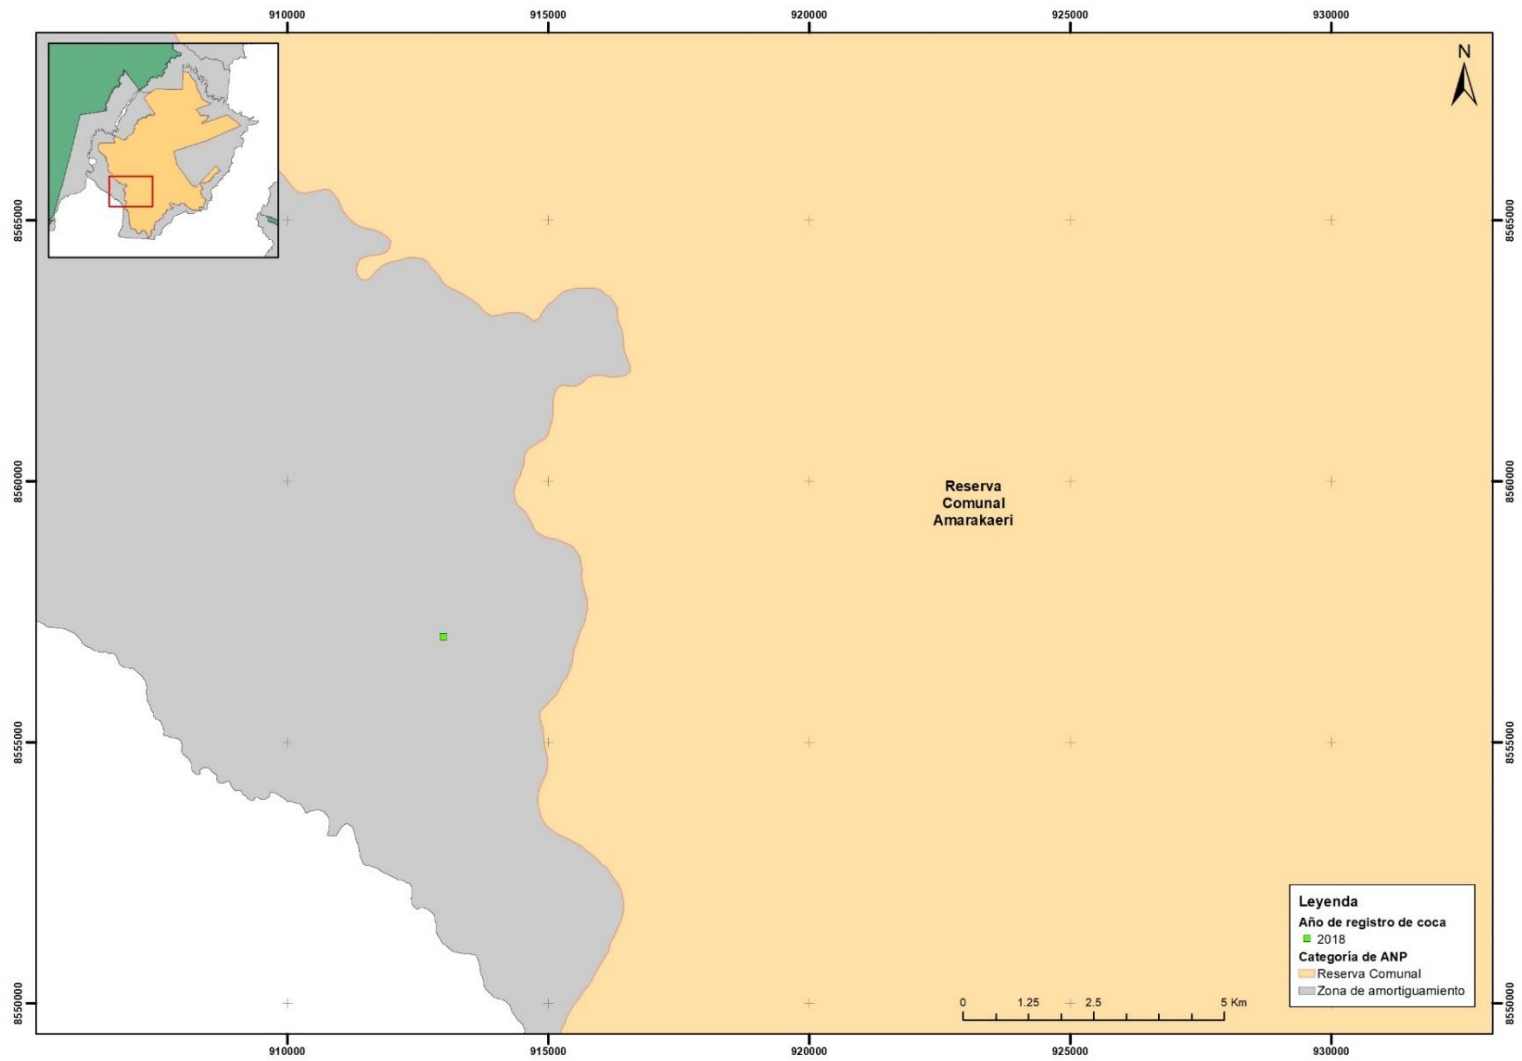 910000 915000 920000 925000 930000
N
8565000 8565000
8560000 8560000
Reserva
Comunal
Amarakaeri
8555000 8555000
Leyenda
Año de registro de coca
2018
Categoría de ANP
Reserva Comunal
Zona de amortiguamiento
0 1.25 2.5 5 Km
8550000 8550000
910000 915000 920000 925000 930000